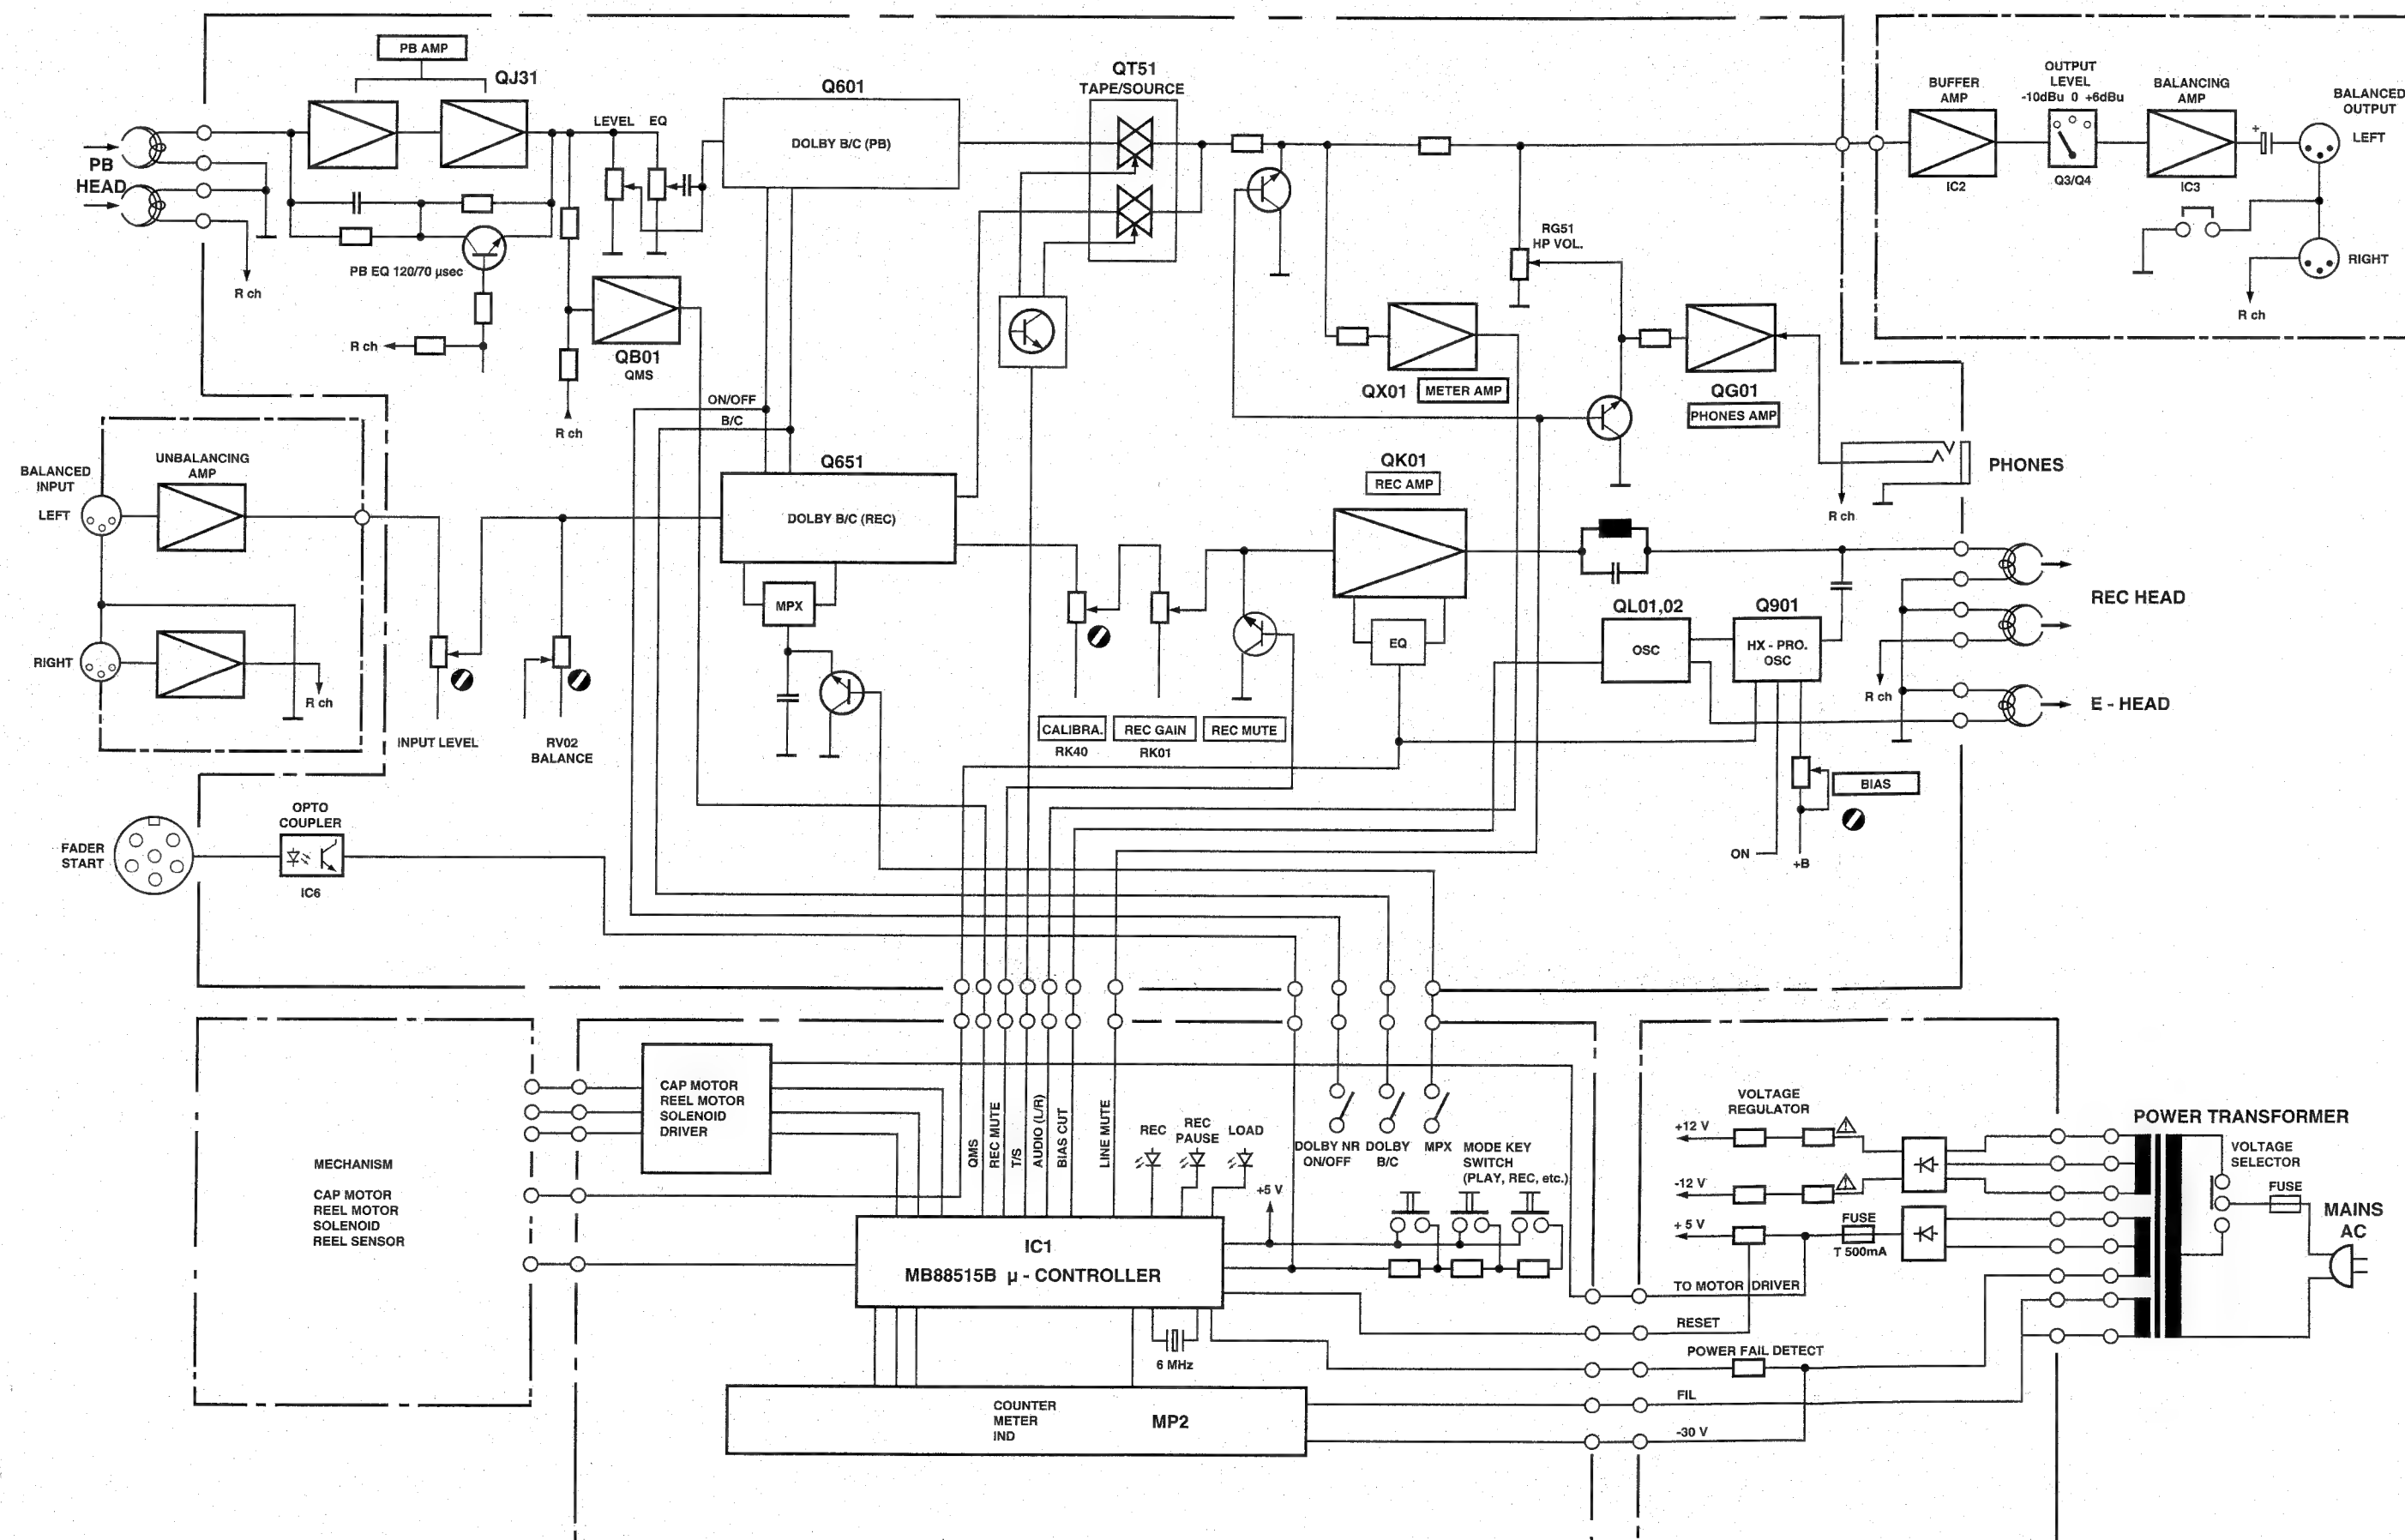 PB AMP
QJ31
PB
HEAD
R ch
PB EQ 120/70 μsec
R ch
LEVEL
EQ
QB01
QMS
R ch
Q601
DOLBY B/C (PB)
QT51
TAPE/SOURCE
RG51
HP VOL.
QX01
METER AMP
QG01
PHONES AMP
BUFFER
AMP
IC2
OUTPUT
LEVEL
-10dBu 0 +6dBu
Q3/Q4
BALANCING
AMP
IC3
+
BALANCED
OUTPUT
LEFT
RIGHT
R ch
ON/OFF
B/C
BALANCED
INPUT
LEFT
UNBALANCING
AMP
RIGHT
R ch
INPUT LEVEL
RV02
BALANCE
Q651
DOLBY B/C (REC)
MPX
CALIBRA.
RK40
REC GAIN
RK01
REC MUTE
QK01
REC AMP
EQ
QL01,02
OSC
Q901
HX - PRO.
OSC
PHONES
R ch
REC HEAD
R ch
E - HEAD
BIAS
ON
+B
FADER
START
OPTO
COUPLER
IC6
MECHANISM
CAP MOTOR
REEL MOTOR
SOLENOID
REEL SENSOR
CAP MOTOR
REEL MOTOR
SOLENOID
DRIVER
QMS
REC MUTE
T/S
AUDIO (L/R)
BIAS CUT
LINE MUTE
REC
REC
PAUSE
LOAD
DOLBY NR
ON/OFF
DOLBY
B/C
MPX
MODE KEY
SWITCH
(PLAY, REC, etc.)
+5 V
IC1
MB88515B μ - CONTROLLER
6 MHz
COUNTER
METER
IND
MP2
VOLTAGE
REGULATOR
+12 V
-12 V
+ 5 V
FUSE
T 500mA
TO MOTOR DRIVER
RESET
POWER FAIL DETECT
FIL
-30 V
POWER TRANSFORMER
VOLTAGE
SELECTOR
FUSE
MAINS
AC